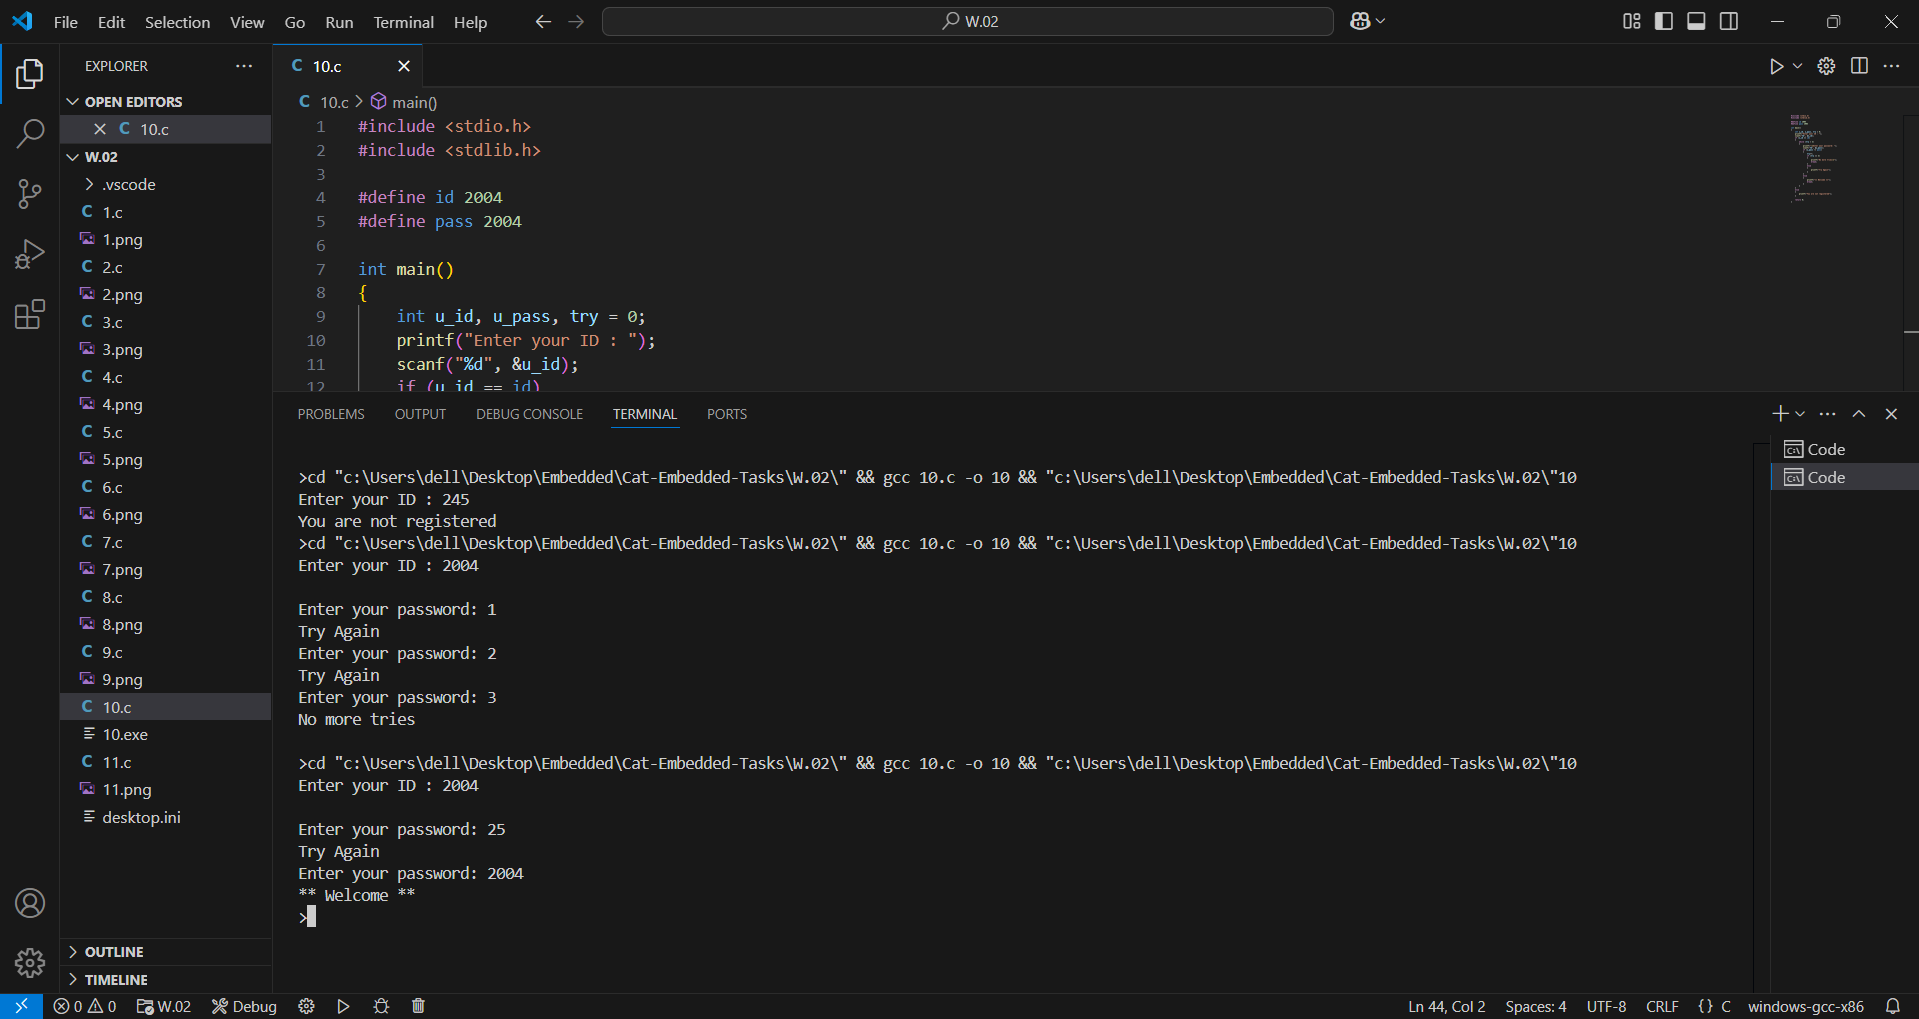 File Edit Selection View Go Run Terminal Help
W.02
EXPLORER
OPEN EDITORS
10.c
W.02
.vscode
1.c
1.png
2.c
2.png
3.c
3.png
4.c
4.png
5.c
5.png
6.c
6.png
7.c
7.png
8.c
8.png
9.c
9.png
10.c
10.exe
11.c
11.png
desktop.ini
OUTLINE
TIMELINE
10.c
10.c > main()
1 #include <stdio.h>
2 #include <stdlib.h>
3
4 #define id 2004
5 #define pass 2004
6
7 int main()
8 {
9 int u_id, u_pass, try = 0;
10 printf("Enter your ID : ");
11 scanf("%d", &u_id);
12 if (u_id == id)
PROBLEMS OUTPUT DEBUG CONSOLE TERMINAL PORTS
>cd "c:\Users\dell\Desktop\Embedded\Cat-Embedded-Tasks\W.02\" && gcc 10.c -o 10 && "c:\Users\dell\Desktop\Embedded\Cat-Embedded-Tasks\W.02\"10
Enter your ID : 245
You are not registered
>cd "c:\Users\dell\Desktop\Embedded\Cat-Embedded-Tasks\W.02\" && gcc 10.c -o 10 && "c:\Users\dell\Desktop\Embedded\Cat-Embedded-Tasks\W.02\"10
Enter your ID : 2004
Enter your password: 1
Try Again
Enter your password: 2
Try Again
Enter your password: 3
No more tries
>cd "c:\Users\dell\Desktop\Embedded\Cat-Embedded-Tasks\W.02\" && gcc 10.c -o 10 && "c:\Users\dell\Desktop\Embedded\Cat-Embedded-Tasks\W.02\"10
Enter your ID : 2004
Enter your password: 25
Try Again
Enter your password: 2004
** Welcome **
>
Code
Code
0 0 W.02 Debug
Ln 44, Col 2 Spaces: 4 UTF-8 CRLF {} C windows-gcc-x86